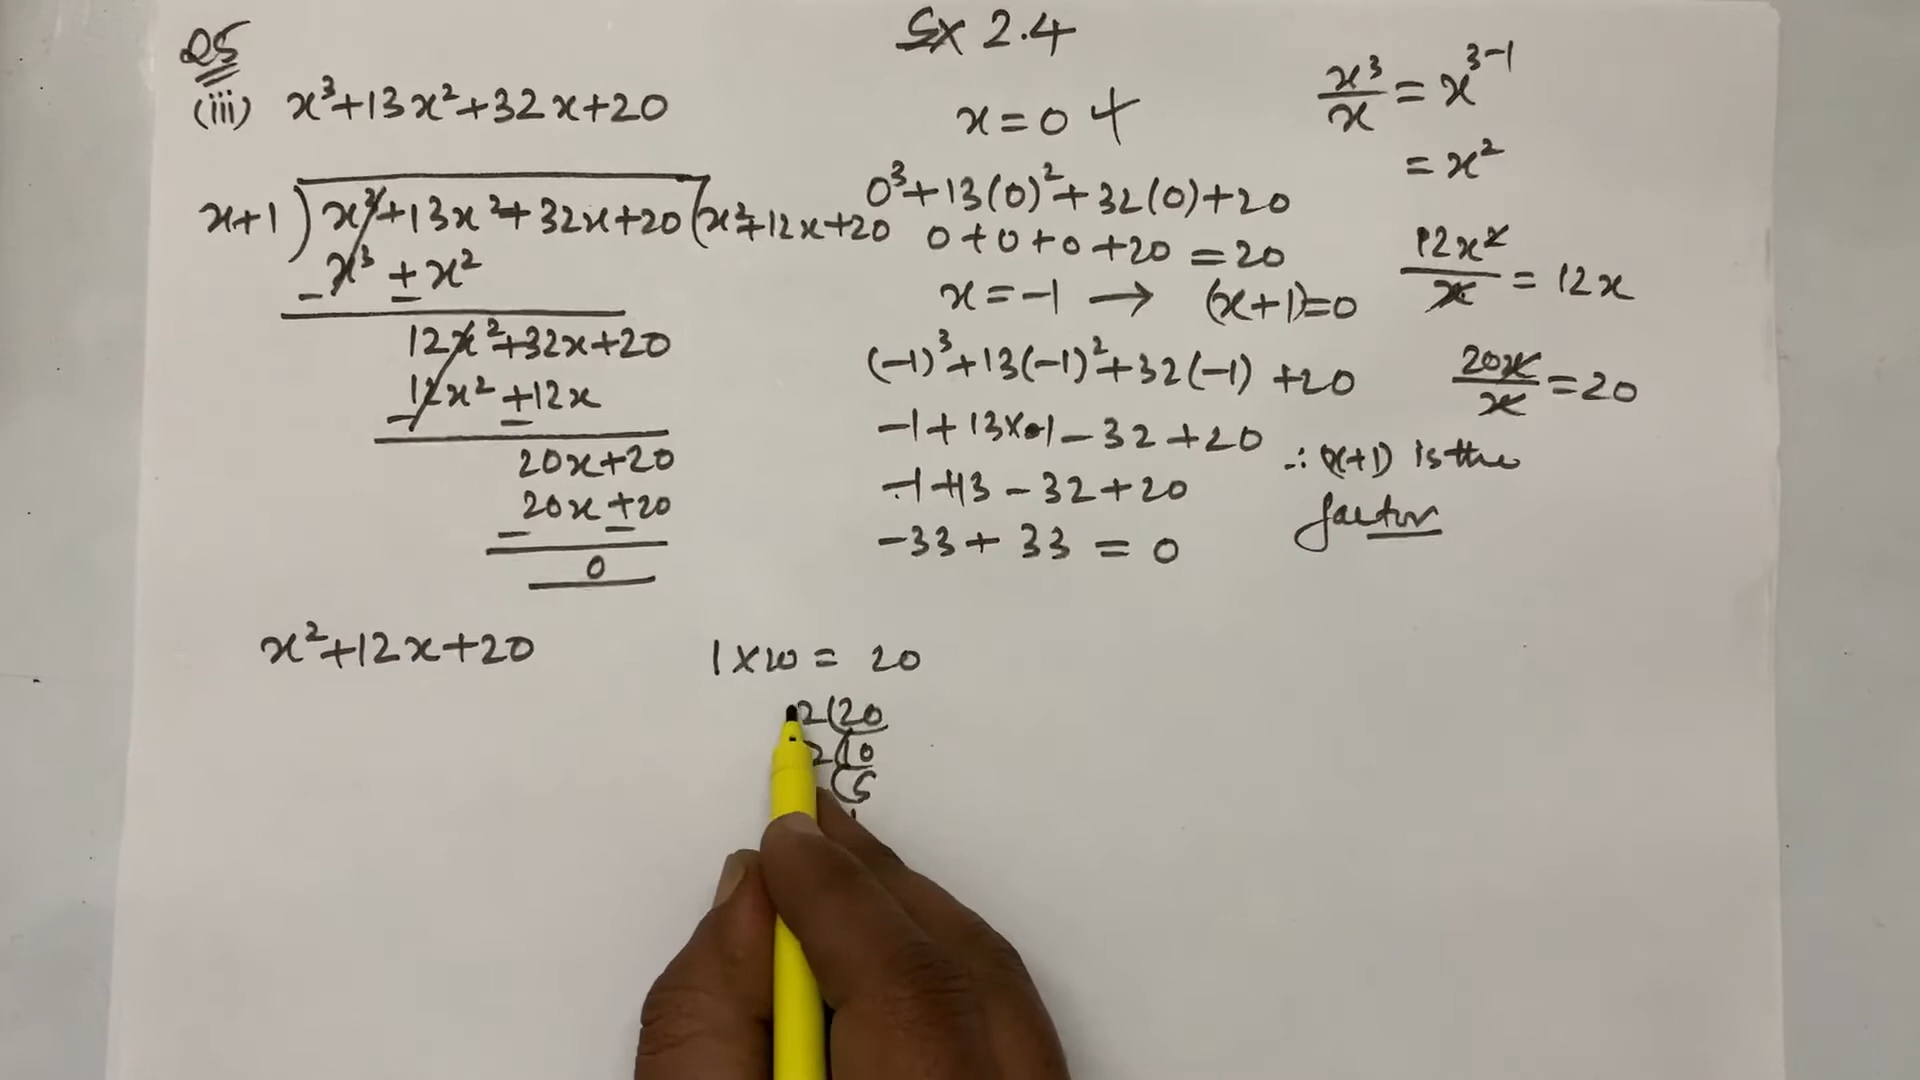 Q5
Ex 2.4
(iii) x³+13x²+32x+20
x+1)x³+13x²+32x+20(x²+12x+20
x³+x²
- -
12x²+32x+20
12x²+12x
- -
20x+20
20x+20
- -
0
x=0
0³+13(0)²+32(0)+20
0+0+0+20=20
x=-1 → (x+1)=0
(-1)³+13(-1)²+32(-1)+20
-1+13×1-32+20
-1+13-32+20
-33+33=0
x³/x=x³⁻¹
=x²
12x²/x=12x
20x/x=20
∴(x+1) is the
factor
x²+12x+20
1×20=20
2(20
2(10
(5